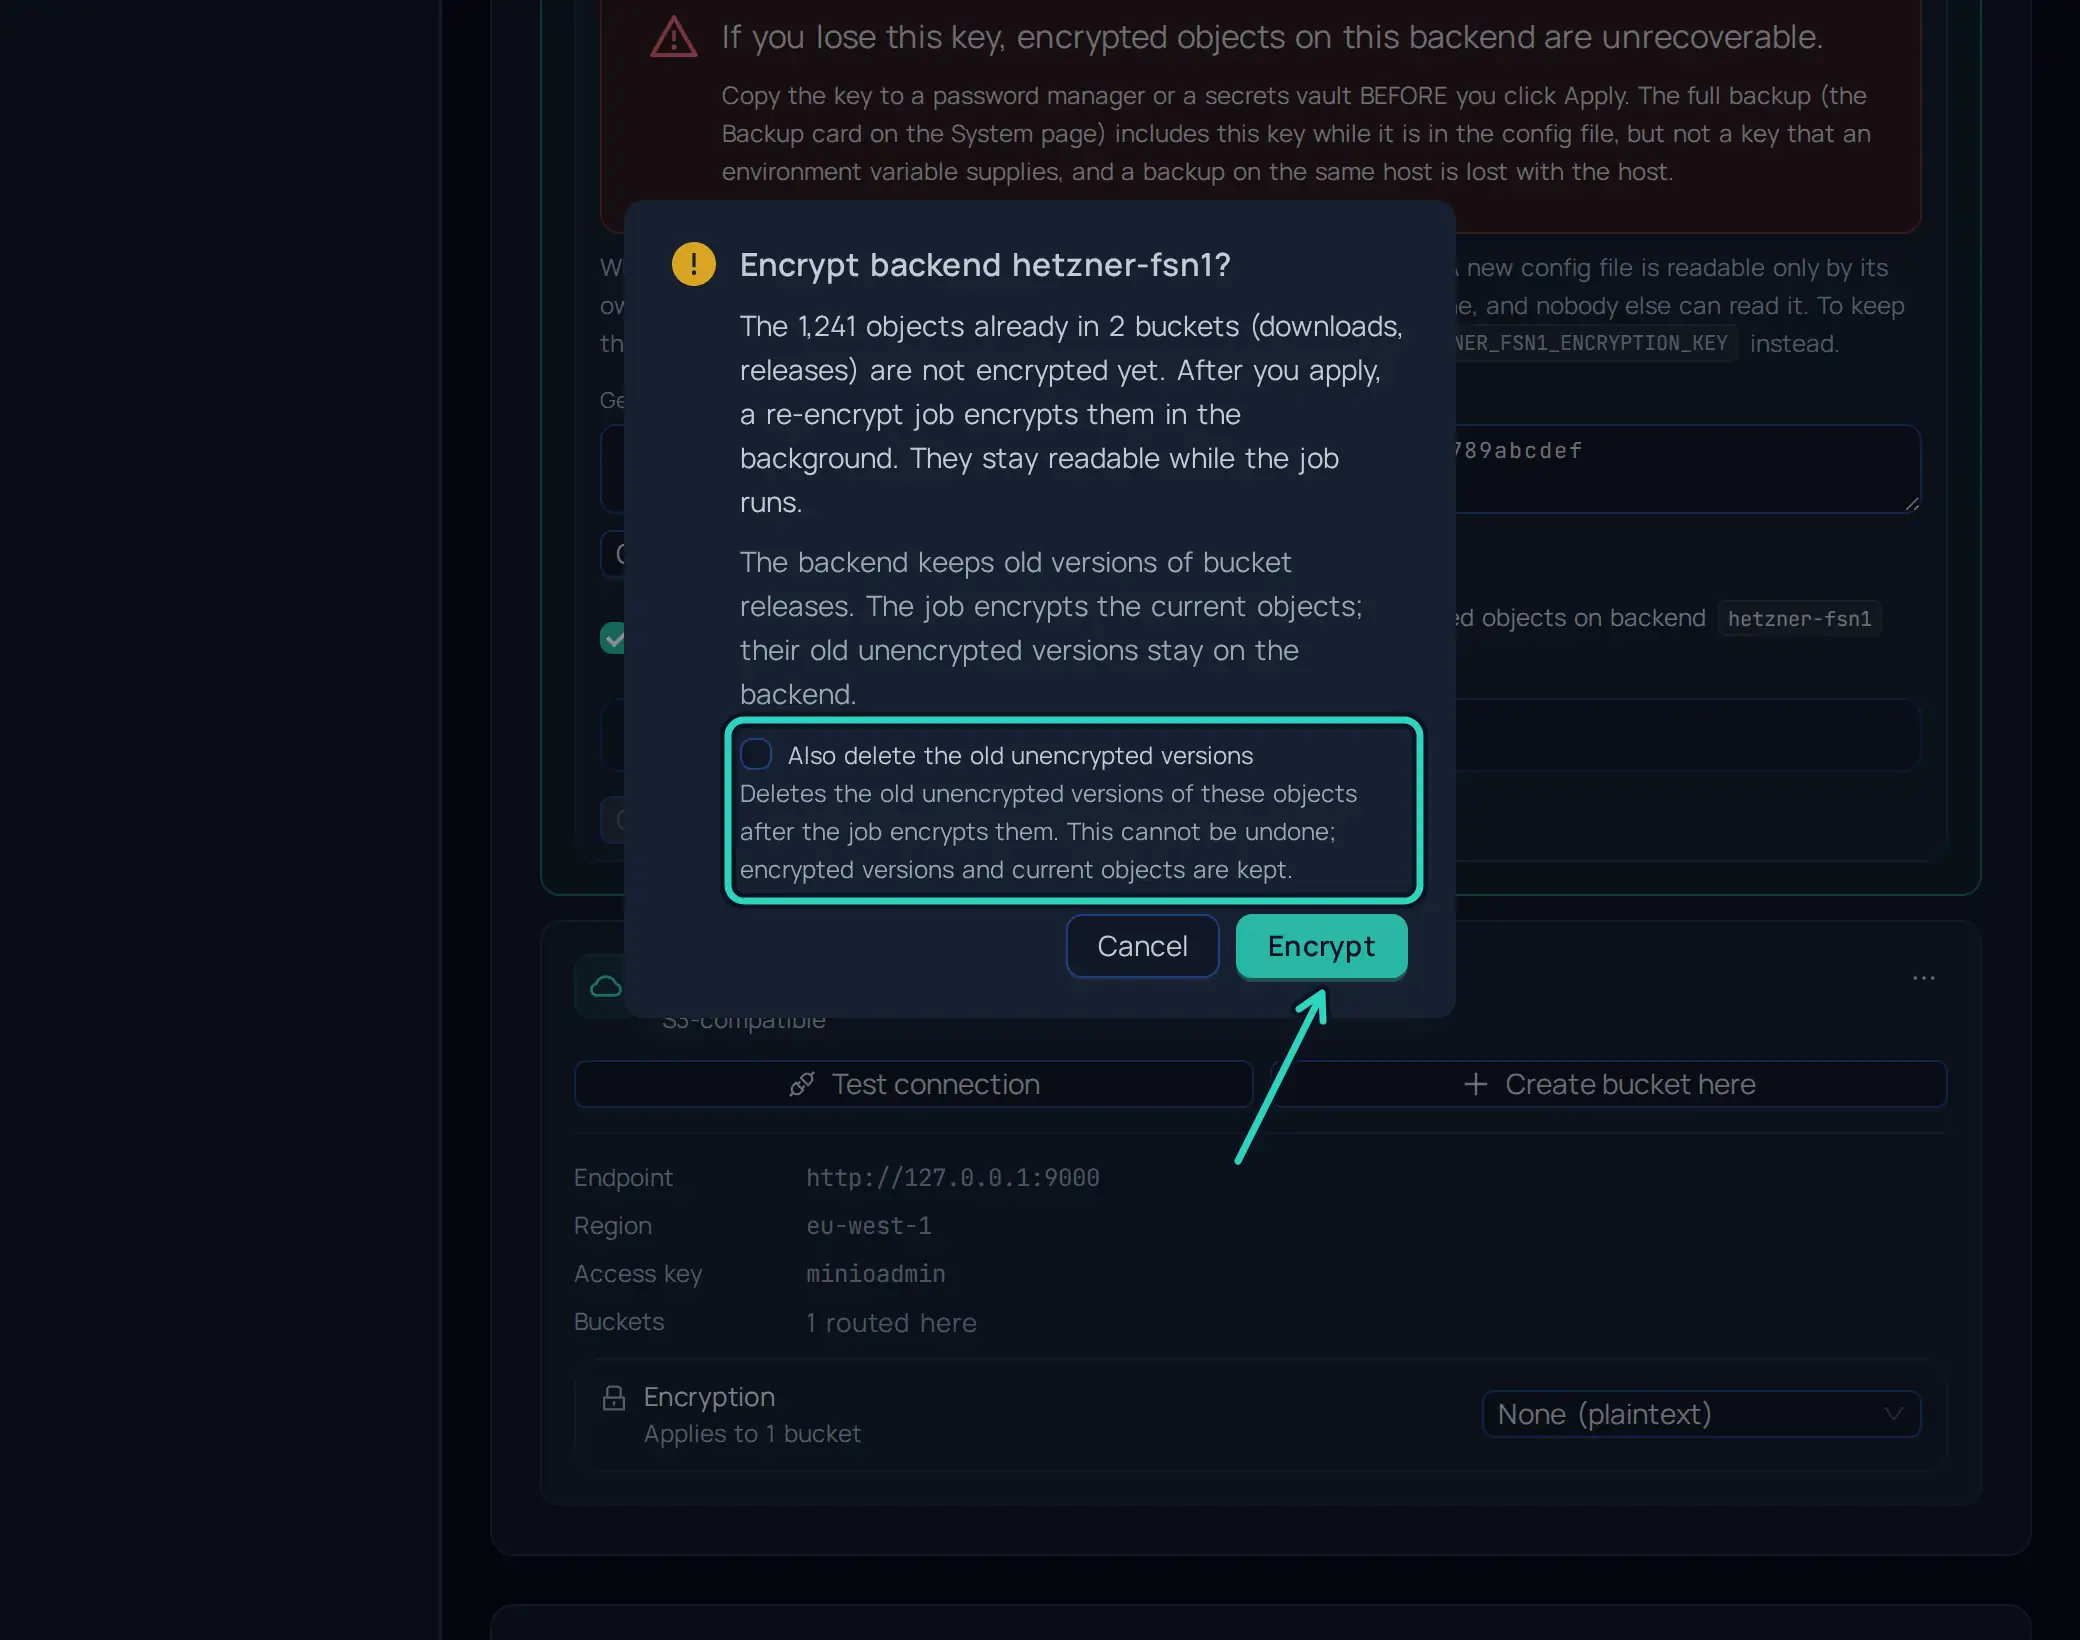 If you lose this key, encrypted objects on this backend are unrecoverable.
Copy the key to a password manager or a secrets vault BEFORE you click Apply. The full backup (the
Backup card on the System page) includes this key while it is in the config file, but not a key that an
environment variable supplies, and a backup on the same host is lost with the host.
new config file is readable only by its
and nobody else can read it. To keep
NER_FSN1_ENCRYPTION_KEY instead.
789abcdef
objects on backend hetzner-fsn1
Encrypt backend hetzner-fsn1?
The 1,241 objects already in 2 buckets (downloads,
releases) are not encrypted yet. After you apply,
a re-encrypt job encrypts them in the
background. They stay readable while the job
runs.
The backend keeps old versions of bucket
releases. The job encrypts the current objects;
their old unencrypted versions stay on the
backend.
Also delete the old unencrypted versions
Deletes the old unencrypted versions of these objects
after the job encrypts them. This cannot be undone;
encrypted versions and current objects are kept.
Cancel
Encrypt
S3-compatible
Test connection
Create bucket here
Endpoint http://127.0.0.1:9000
Region eu-west-1
Access key minioadmin
Buckets 1 routed here
Encryption
Applies to 1 bucket
None (plaintext)